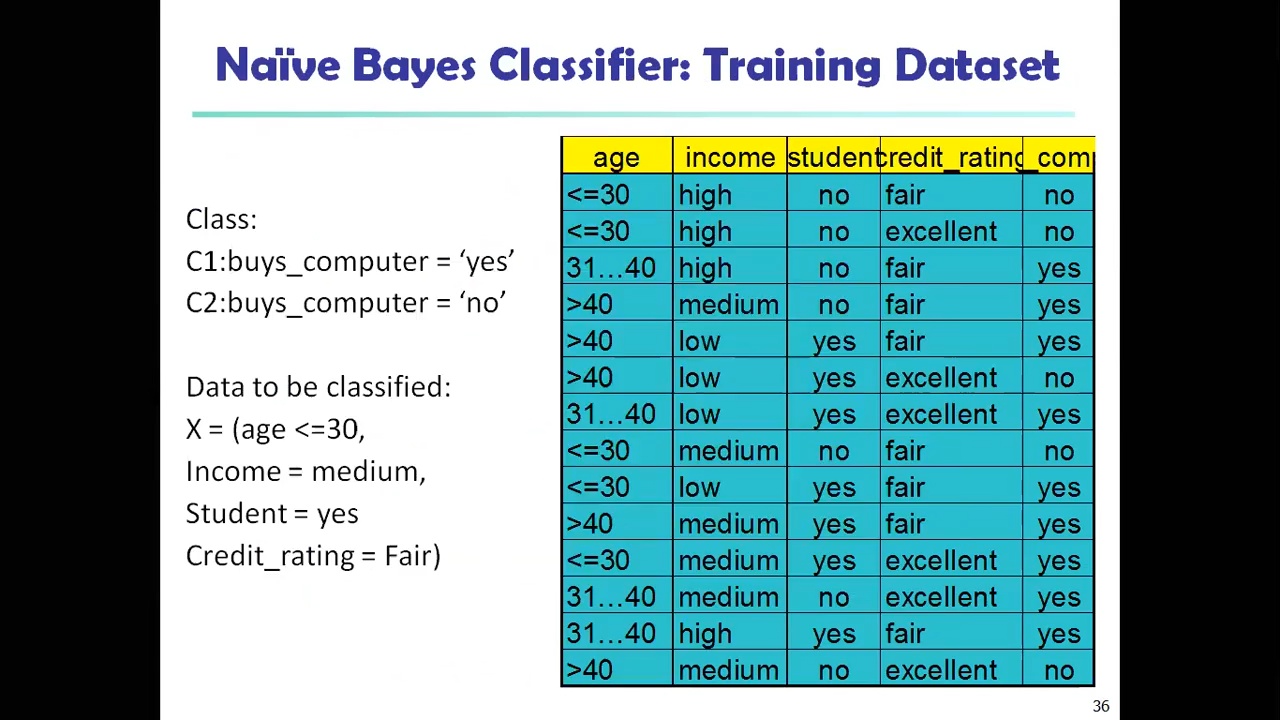 Naïve Bayes Classifier: Training Dataset
Class:
C1:buys_computer = ‘yes’
C2:buys_computer = ‘no’
Data to be classified:
X = (age <=30,
Income = medium,
Student = yes
Credit_rating = Fair)
age income student credit_rating _comp
<=30 high no fair no
<=30 high no excellent no
31…40 high no fair yes
>40 medium no fair yes
>40 low yes fair yes
>40 low yes excellent no
31…40 low yes excellent yes
<=30 medium no fair no
<=30 low yes fair yes
>40 medium yes fair yes
<=30 medium yes excellent yes
31…40 medium no excellent yes
31…40 high yes fair yes
>40 medium no excellent no
36